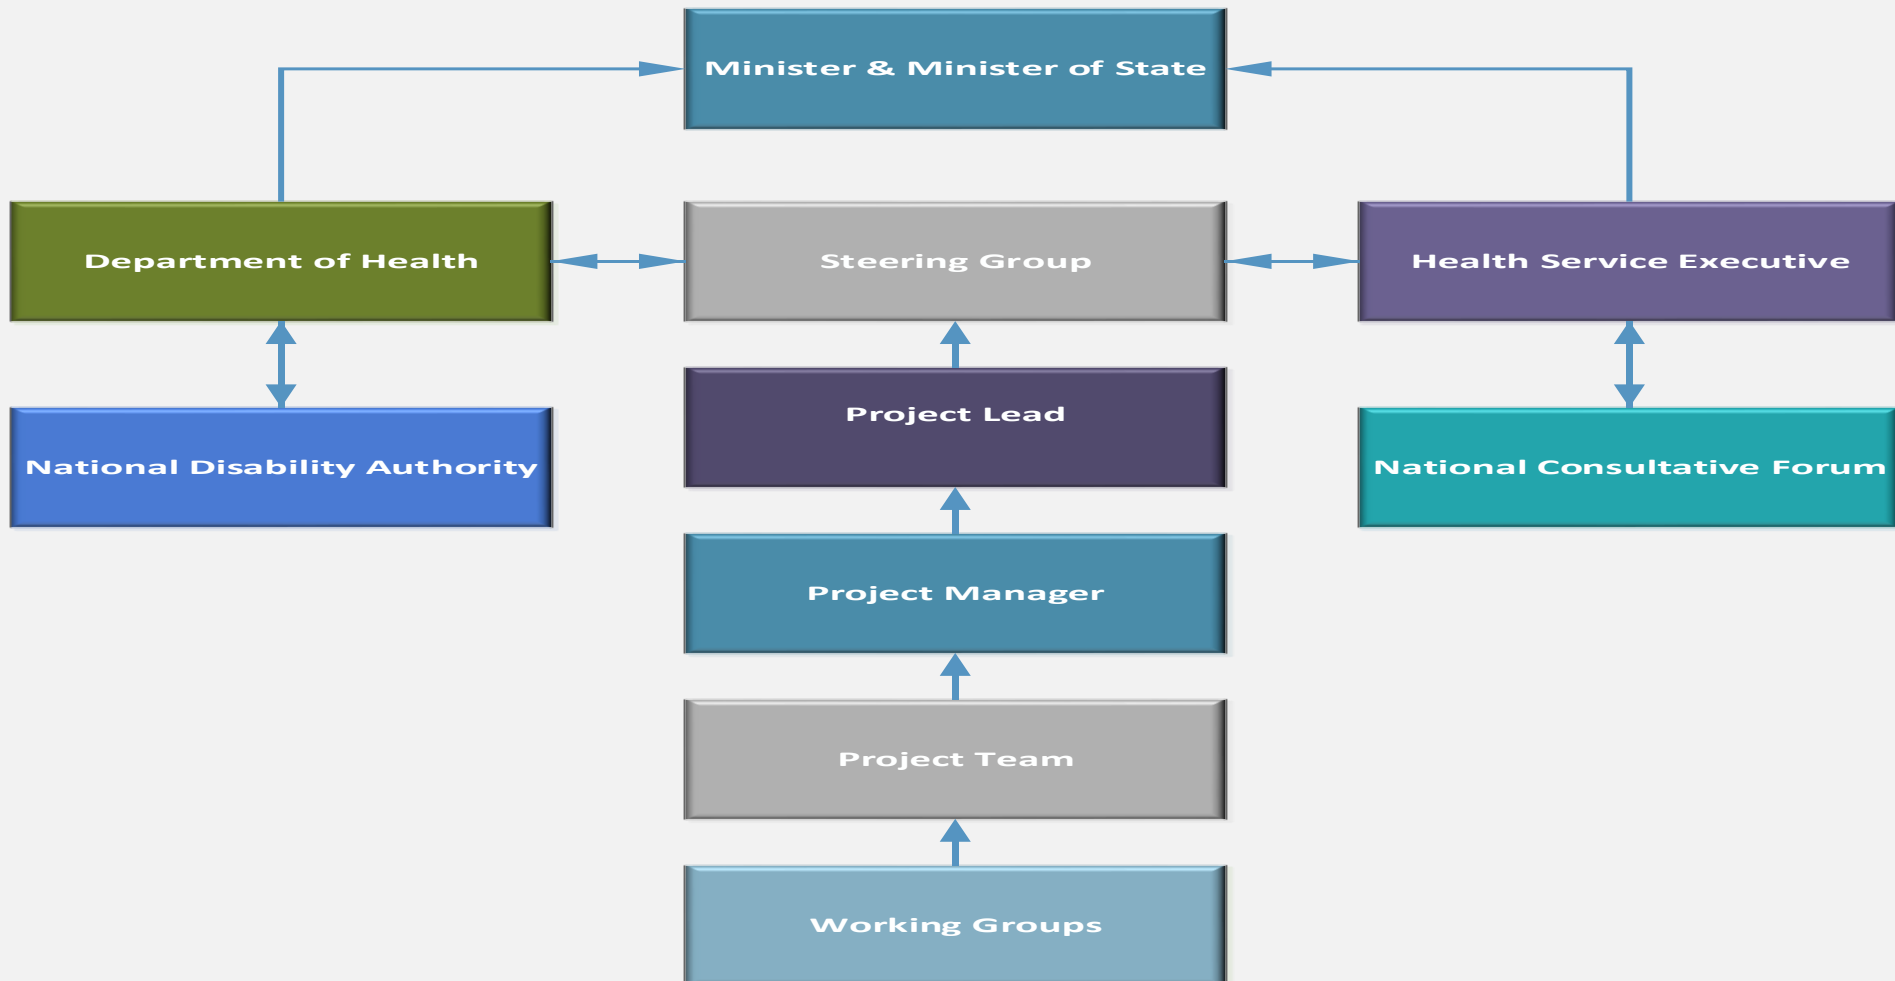 Minister & Minister of State
Department of Health
Steering Group
Health Service Executive
Project Lead
National Disability Authority
National Consultative Forum
Project Manager
Project Team
Working Groups